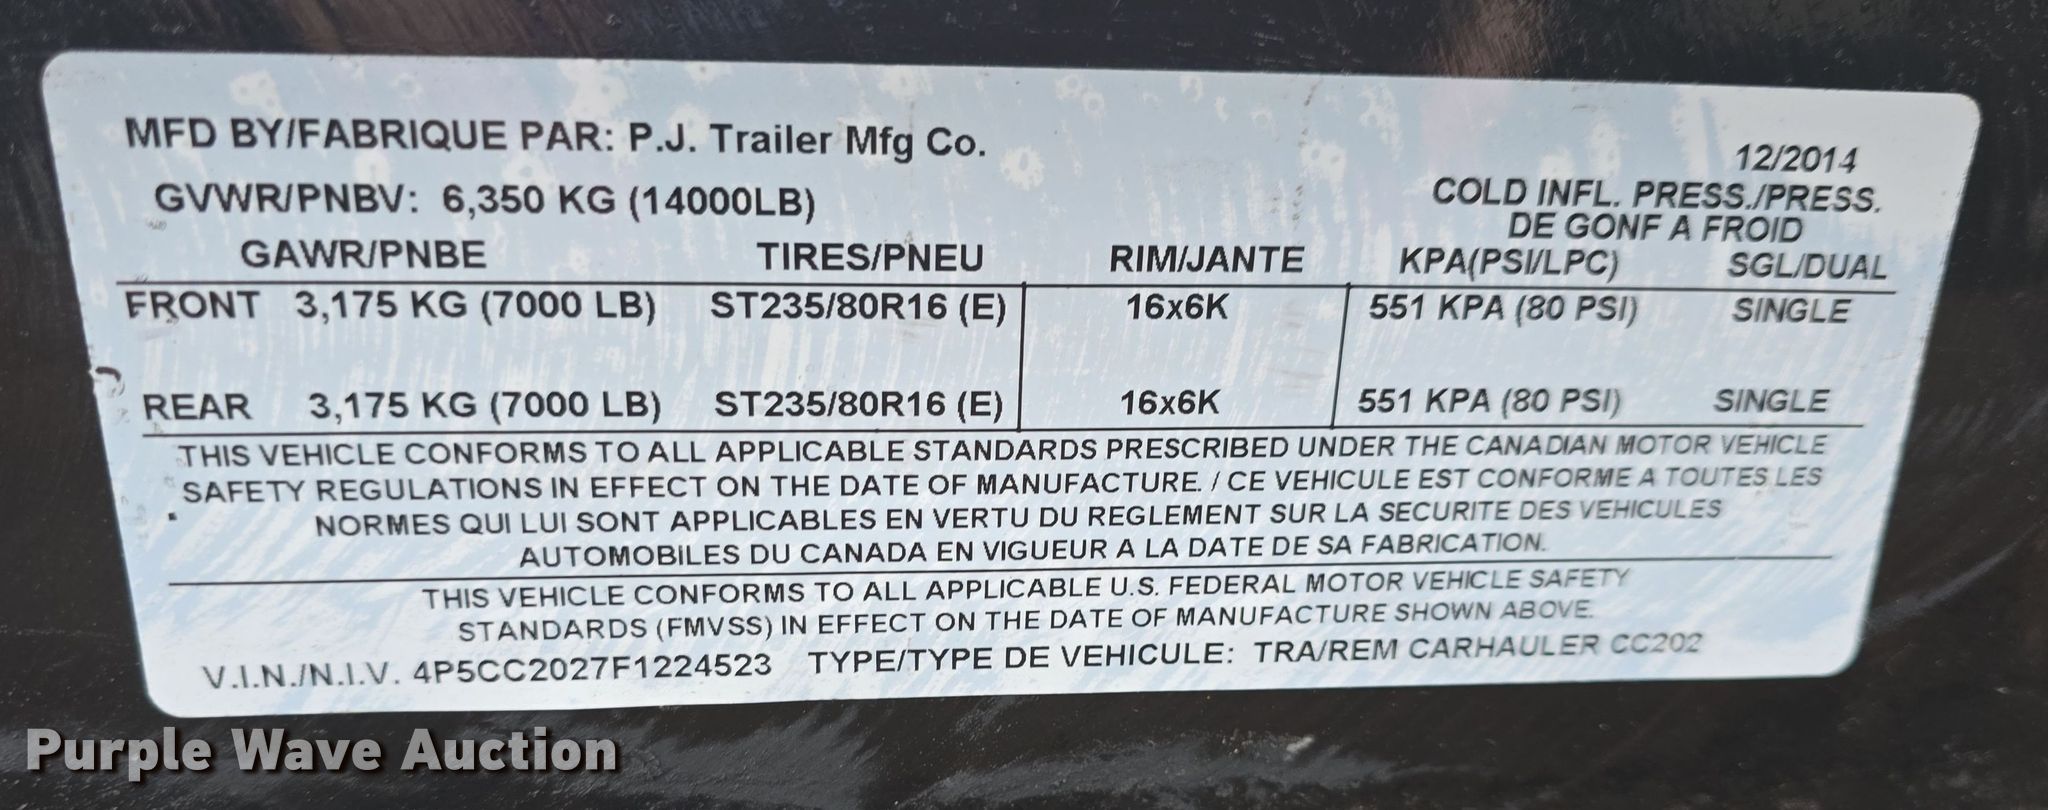 MFD BY/FABRIQUE PAR: P.J. Trailer Mfg Co.
12/2014
GVWR/PNBV: 6,350 KG (14000LB)
COLD INFL. PRESS./PRESS.
DE GONF A FROID
GAWR/PNBE TIRES/PNEU RIM/JANTE KPA(PSI/LPC) SGL/DUAL
FRONT 3,175 KG (7000 LB) ST235/80R16 (E) 16x6K 551 KPA (80 PSI) SINGLE
REAR 3,175 KG (7000 LB) ST235/80R16 (E) 16x6K 551 KPA (80 PSI) SINGLE
THIS VEHICLE CONFORMS TO ALL APPLICABLE STANDARDS PRESCRIBED UNDER THE CANADIAN MOTOR VEHICLE
SAFETY REGULATIONS IN EFFECT ON THE DATE OF MANUFACTURE. / CE VEHICULE EST CONFORME A TOUTES LES
NORMES QUI LUI SONT APPLICABLES EN VERTU DU REGLEMENT SUR LA SECURITE DES VEHICULES
AUTOMOBILES DU CANADA EN VIGUEUR A LA DATE DE SA FABRICATION.
THIS VEHICLE CONFORMS TO ALL APPLICABLE U.S. FEDERAL MOTOR VEHICLE SAFETY
STANDARDS (FMVSS) IN EFFECT ON THE DATE OF MANUFACTURE SHOWN ABOVE.
V.I.N./N.I.V. 4P5CC2027F1224523 TYPE/TYPE DE VEHICULE: TRA/REM CARHAULER CC202
Purple Wave Auction